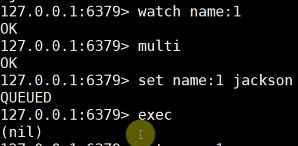 127.0.0.1:6379> watch name:1
OK
127.0.0.1:6379> multi
OK
127.0.0.1:6379> set name:1 jackson
QUEUED
127.0.0.1:6379> exec
(nil)